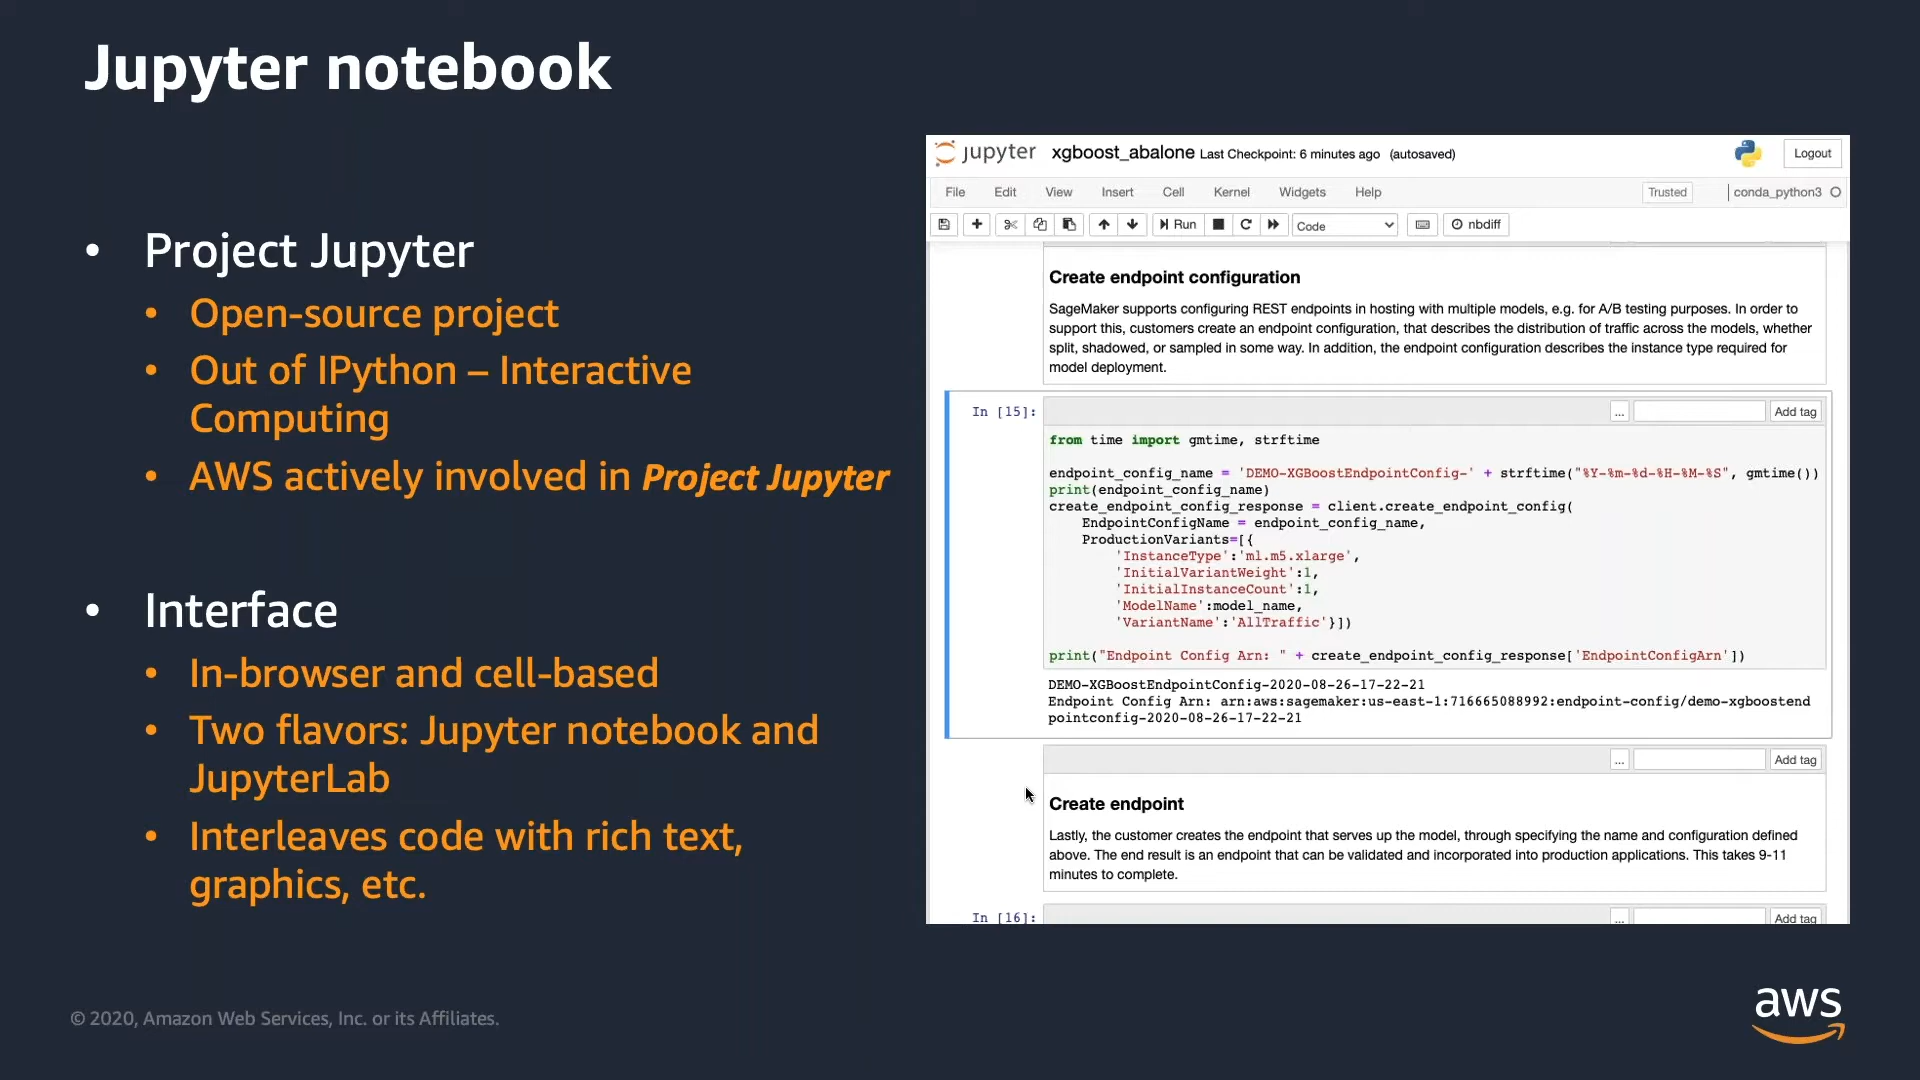 Jupyter notebook
• Project Jupyter
• Open-source project
• Out of IPython – Interactive
Computing
• AWS actively involved in Project Jupyter
• Interface
• In-browser and cell-based
• Two flavors: Jupyter notebook and
JupyterLab
• Interleaves code with rich text,
graphics, etc.
jupyter xgboost_abalone Last Checkpoint: 6 minutes ago (autosaved) Logout
File Edit View Insert Cell Kernel Widgets Help Trusted conda_python3
Run Code nbdiff
Create endpoint configuration
SageMaker supports configuring REST endpoints in hosting with multiple models, e.g. for A/B testing purposes. In order to
support this, customers create an endpoint configuration, that describes the distribution of traffic across the models, whether
split, shadowed, or sampled in some way. In addition, the endpoint configuration describes the instance type required for
model deployment.
In [15]: ... Add tag
from time import gmtime, strftime
endpoint_config_name = 'DEMO-XGBoostEndpointConfig-' + strftime("%Y-%m-%d-%H-%M-%S", gmtime())
print(endpoint_config_name)
create_endpoint_config_response = client.create_endpoint_config(
    EndpointConfigName = endpoint_config_name,
    ProductionVariants=[{
        'InstanceType':'ml.m5.xlarge',
        'InitialVariantWeight':1,
        'InitialInstanceCount':1,
        'ModelName':model_name,
        'VariantName':'AllTraffic'}])
print("Endpoint Config Arn: " + create_endpoint_config_response['EndpointConfigArn'])
DEMO-XGBoostEndpointConfig-2020-08-26-17-22-21
Endpoint Config Arn: arn:aws:sagemaker:us-east-1:716665088992:endpoint-config/demo-xgboostend
pointconfig-2020-08-26-17-22-21
... Add tag
Create endpoint
Lastly, the customer creates the endpoint that serves up the model, through specifying the name and configuration defined
above. The end result is an endpoint that can be validated and incorporated into production applications. This takes 9-11
minutes to complete.
In [16]: ... Add tag
© 2020, Amazon Web Services, Inc. or its Affiliates.
aws